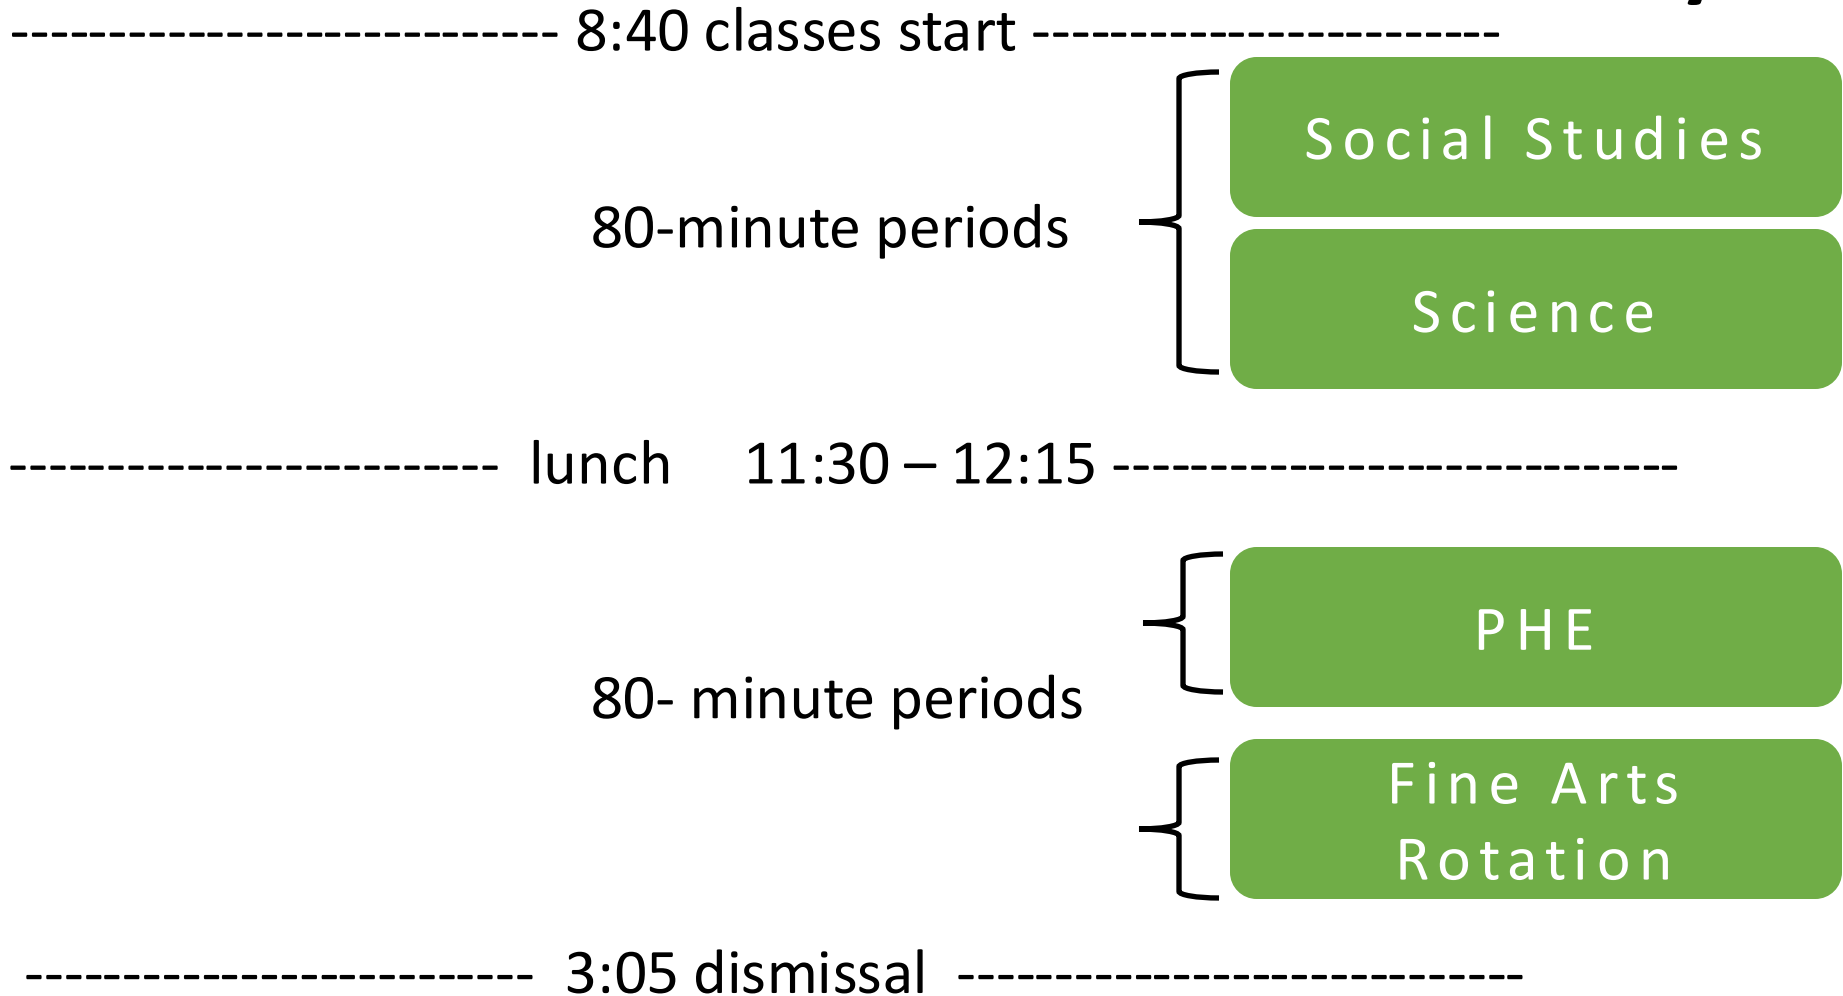 --------------------------- 8:40 classes start ------------------------
Social Studies
80-minute periods
Science
------------------------- lunch 11:30 – 12:15 -----------------------------
PHE
80- minute periods
Fine Arts
Rotation
-------------------------- 3:05 dismissal -----------------------------